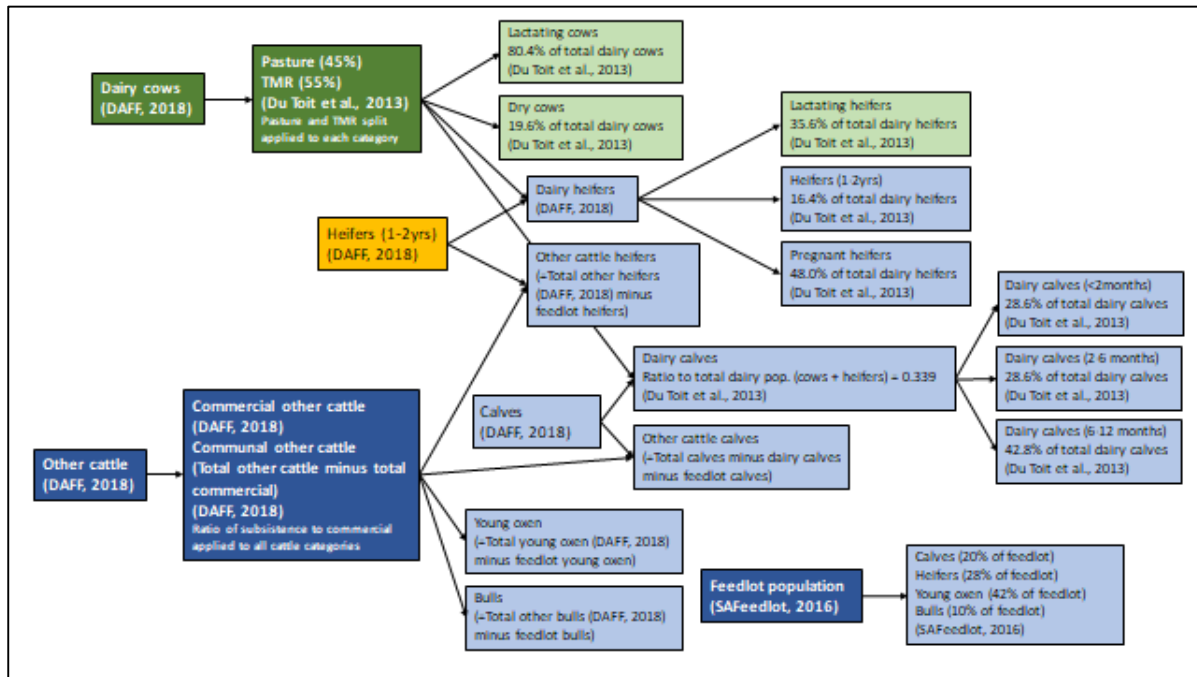 Dairy cows
(DAFF, 2018)
Pasture (45%)
TMR (55%)
(Du Toit et al., 2013)
Pasture and TMR split
applied to each category
Lactating cows
80.4% of total dairy cows
(Du Toit et al., 2013)
Dry cows
19.6% of total dairy cows
(Du Toit et al., 2013)
Heifers (1-2yrs)
(DAFF, 2018)
Dairy heifers
(DAFF, 2018)
Lactating heifers
35.6% of total dairy heifers
(Du Toit et al., 2013)
Heifers (1-2yrs)
16.4% of total dairy heifers
(Du Toit et al., 2013)
Pregnant heifers
48.0% of total dairy heifers
(Du Toit et al., 2013)
Other cattle heifers
(=Total other heifers
(DAFF, 2018) minus
feedlot heifers)
Dairy calves
Ratio to total dairy pop. (cows + heifers) = 0.339
(Du Toit et al., 2013)
Dairy calves (<2months)
28.6% of total dairy calves
(Du Toit et al., 2013)
Dairy calves (2-6 months)
28.6% of total dairy calves
(Du Toit et al., 2013)
Dairy calves (6-12 months)
42.8% of total dairy calves
(Du Toit et al., 2013)
Calves
(DAFF, 2018)
Other cattle calves
(=Total calves minus dairy calves
minus feedlot calves)
Other cattle
(DAFF, 2018)
Commercial other cattle
(DAFF, 2018)
Communal other cattle
(Total other cattle minus total
commercial)
(DAFF, 2018)
Ratio of subsistence to commercial
applied to all cattle categories
Young oxen
(=Total young oxen (DAFF, 2018)
minus feedlot young oxen)
Bulls
(=Total other bulls (DAFF, 2018)
minus feedlot bulls)
Feedlot population
(SAFeedlot, 2016)
Calves (20% of feedlot)
Heifers (28% of feedlot)
Young oxen (42% of feedlot)
Bulls (10% of feedlot)
(SAFeedlot, 2016)